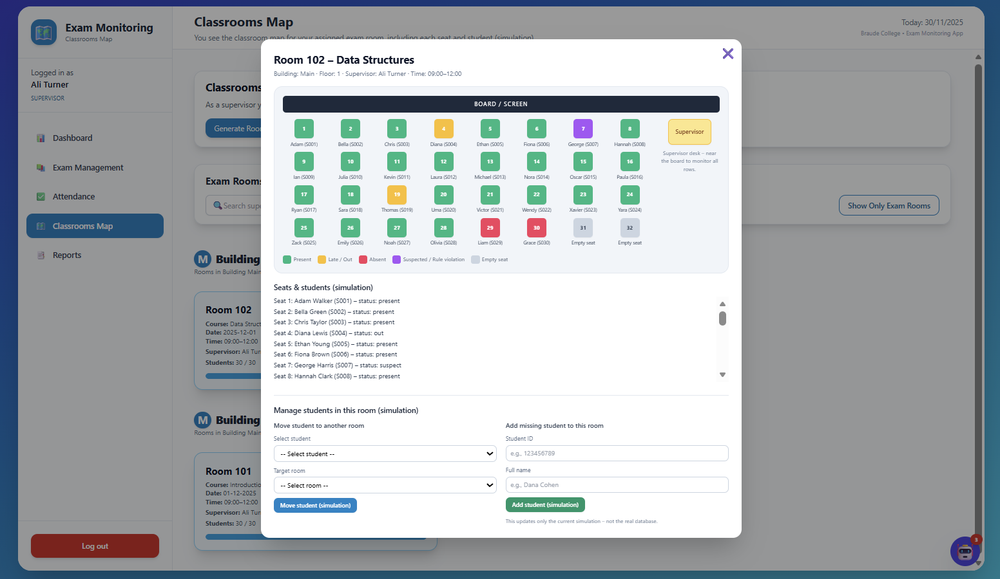 Exam Monitoring
Classrooms Map
Logged in as
Ali Turner
SUPERVISOR
Dashboard
Exam Management
Attendance
Classrooms Map
Reports
Log out
Classrooms Map
You see the classroom map for your assigned exam room, including each seat and student (simulation)
Today: 30/11/2025
Braude College • Exam Monitoring App
Classrooms
As a supervisor y
Generate Roo
Exam Rooms
Search supe
Show Only Exam Rooms
M Building
Rooms in Building Main
Room 102
Course: Data Struct
Date: 2025-12-01
Time: 09:00–12:00
Supervisor: Ali Tur
Students: 30 / 30
M Building
Rooms in Building Main
Room 101
Course: Introductio
Date: 01-12-2025
Time: 09:00–12:00
Supervisor: Ali Tur
Students: 30 / 30
Room 102 – Data Structures
Building: Main · Floor: 1 · Supervisor: Ali Turner · Time: 09:00–12:00
BOARD / SCREEN
1 2 3 4 5 6 7 8
Adam (S001) Bella (S002) Chris (S003) Diana (S004) Ethan (S005) Fiona (S006) George (S007) Hannah (S008)
9 10 11 12 13 14 15 16
Ian (S009) Julia (S010) Kevin (S011) Laura (S012) Michael (S013) Nora (S014) Oscar (S015) Paula (S016)
17 18 19 20 21 22 23 24
Ryan (S017) Sara (S018) Thomas (S019) Uma (S020) Victor (S021) Wendy (S022) Xavier (S023) Yara (S024)
25 26 27 28 29 30 31 32
Zack (S025) Emily (S026) Noah (S027) Olivia (S028) Liam (S029) Grace (S030) Empty seat Empty seat
Supervisor
Supervisor desk – near
the board to monitor all
rows.
Present Late / Out Absent Suspected / Rule violation Empty seat
Seats & students (simulation)
Seat 1: Adam Walker (S001) – status: present
Seat 2: Bella Green (S002) – status: present
Seat 3: Chris Taylor (S003) – status: present
Seat 4: Diana Lewis (S004) – status: out
Seat 5: Ethan Young (S005) – status: present
Seat 6: Fiona Brown (S006) – status: present
Seat 7: George Harris (S007) – status: suspect
Seat 8: Hannah Clark (S008) – status: present
Manage students in this room (simulation)
Move student to another room
Select student
-- Select student --
Target room
-- Select room --
Move student (simulation)
Add missing student to this room
Student ID
e.g., 123456789
Full name
e.g., Dana Cohen
Add student (simulation)
This updates only the current simulation – not the real database.
3